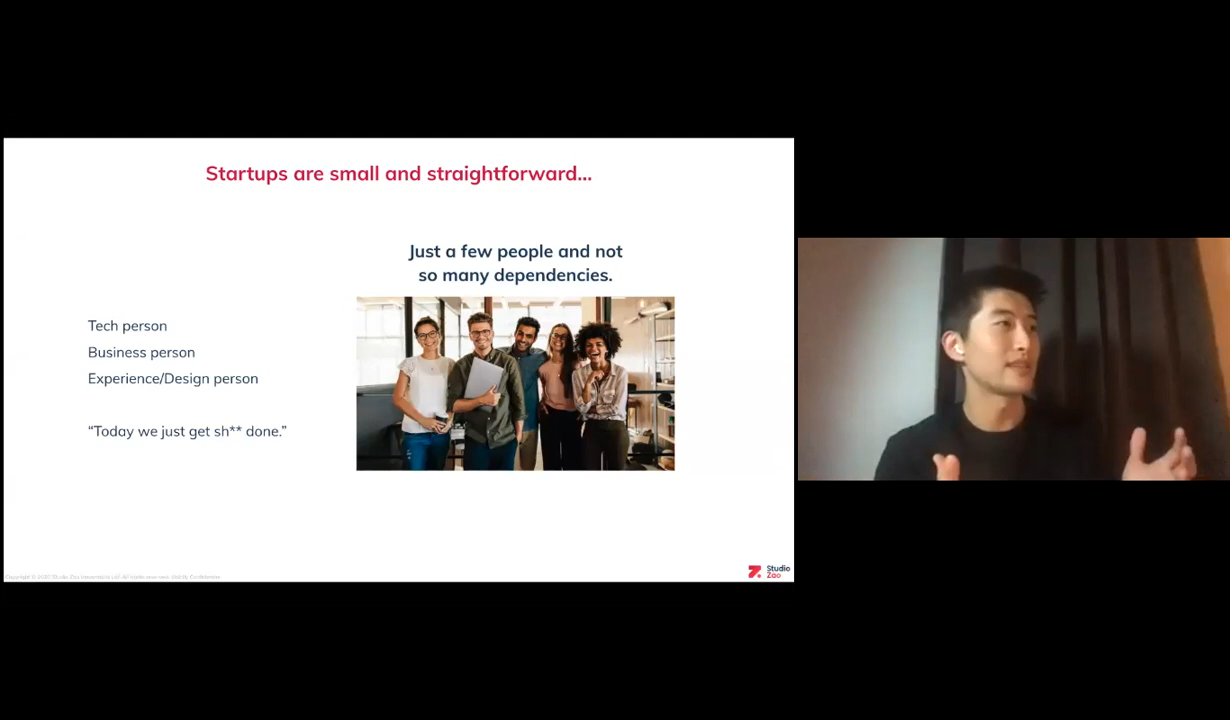 Startups are small and straightforward...
Just a few people and not
so many dependencies.
Tech person
Business person
Experience/Design person
“Today we just get sh** done.”
Studio
Zao